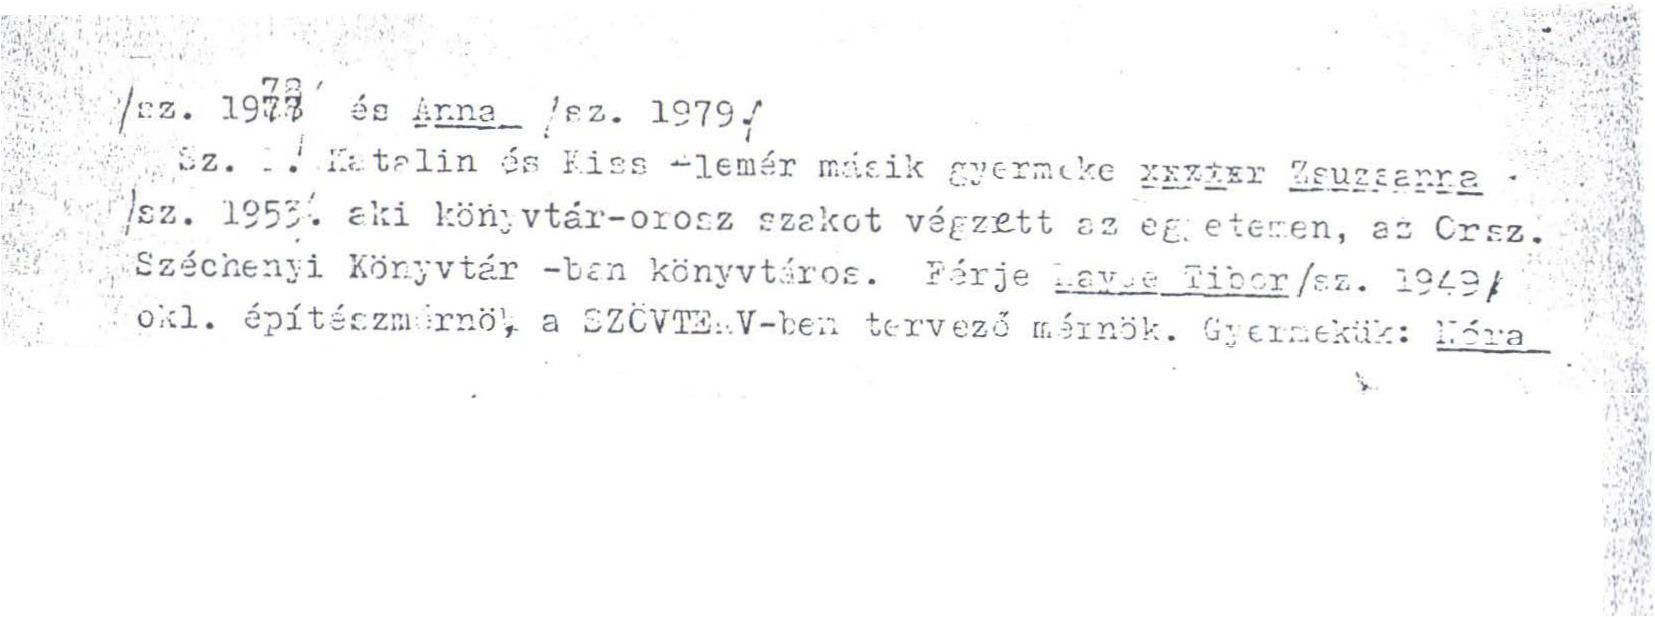 /sz. 1978 és Anna /sz. 1979/
Sz. Katalin és Kiss Elemér másik gyermeke xxxxxx Zsuzsanna
/sz. 1953/ aki könyvtár-orosz szakot végzett az egyetemen, az Orsz.
Széchenyi Könyvtár -ban könyvtáros. Férje Tibor/sz. 1949/
okl. építészmérnök, a SZÖVTERV-ben tervező mérnök. Gyermekük: Nóra